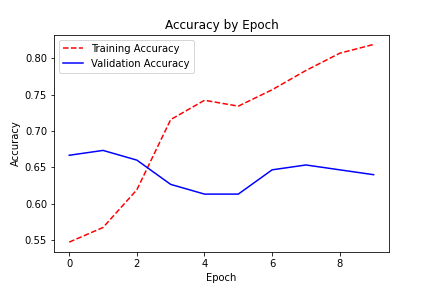 Accuracy by Epoch
Training Accuracy
Validation Accuracy
Accuracy
0.80
0.75
0.70
0.65
0.60
0.55
0 2 4 6 8
Epoch